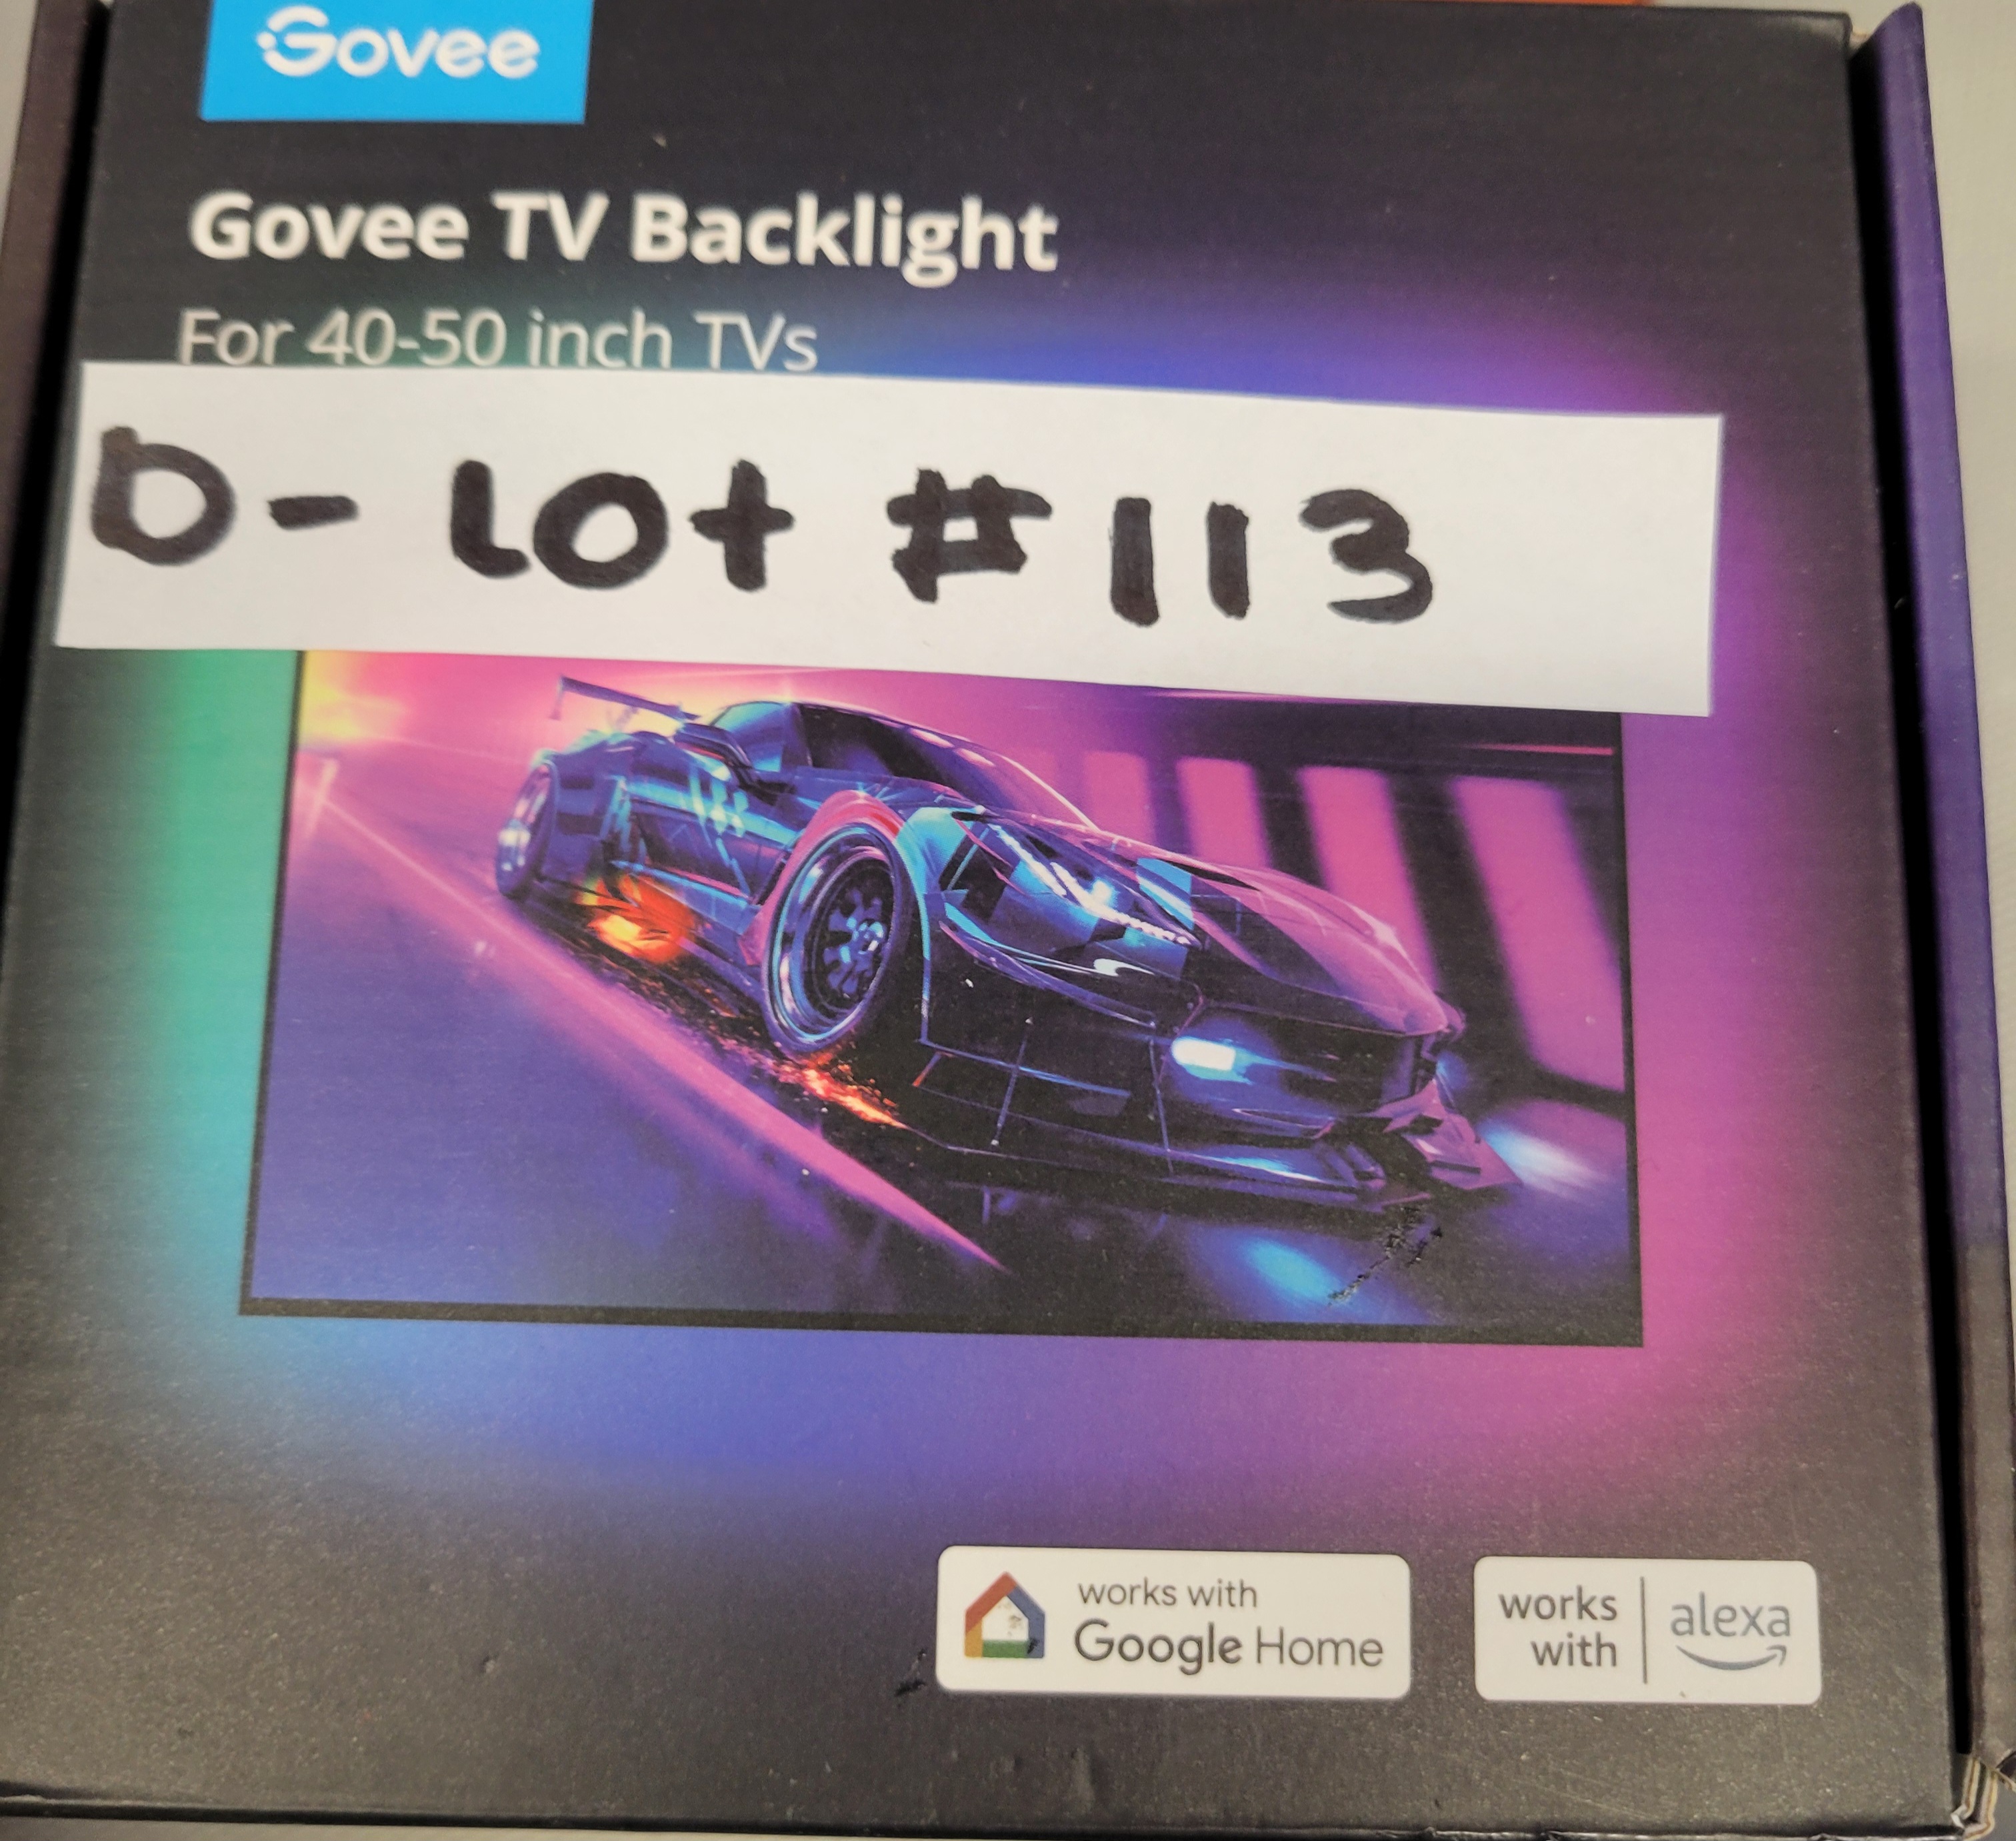 Govee
Govee TV Backlight
For 40-50 inch TVs
D- Lot #113
works with
Google Home
works
with
alexa